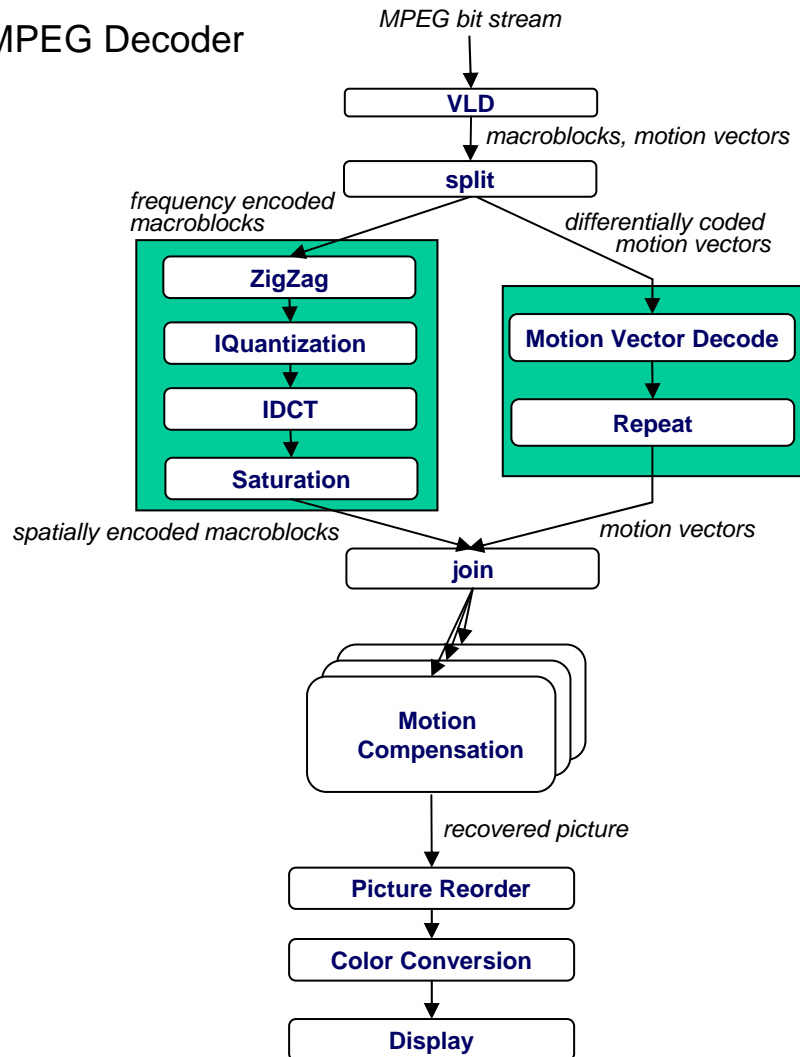 MPEG Decoder
MPEG bit stream
VLD
macroblocks, motion vectors
split
frequency encoded
macroblocks
differentially coded
motion vectors
ZigZag
IQuantization
IDCT
Saturation
Motion Vector Decode
Repeat
spatially encoded macroblocks
motion vectors
join
Motion
Compensation
recovered picture
Picture Reorder
Color Conversion
Display